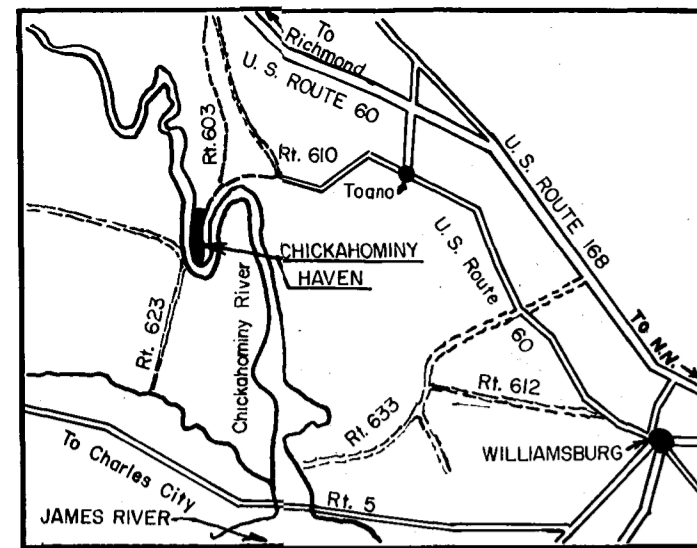 To
Richmond
U. S. ROUTE 60
Rt. 603
Rt. 610
Toano
U. S. ROUTE 168
CHICKAHOMINY
HAVEN
U. S. Route
60
To N.N.
Rt. 623
Chickahominy River
Rt. 612
Rt. 633
WILLIAMSBURG
To Charles City
Rt. 5
JAMES RIVER